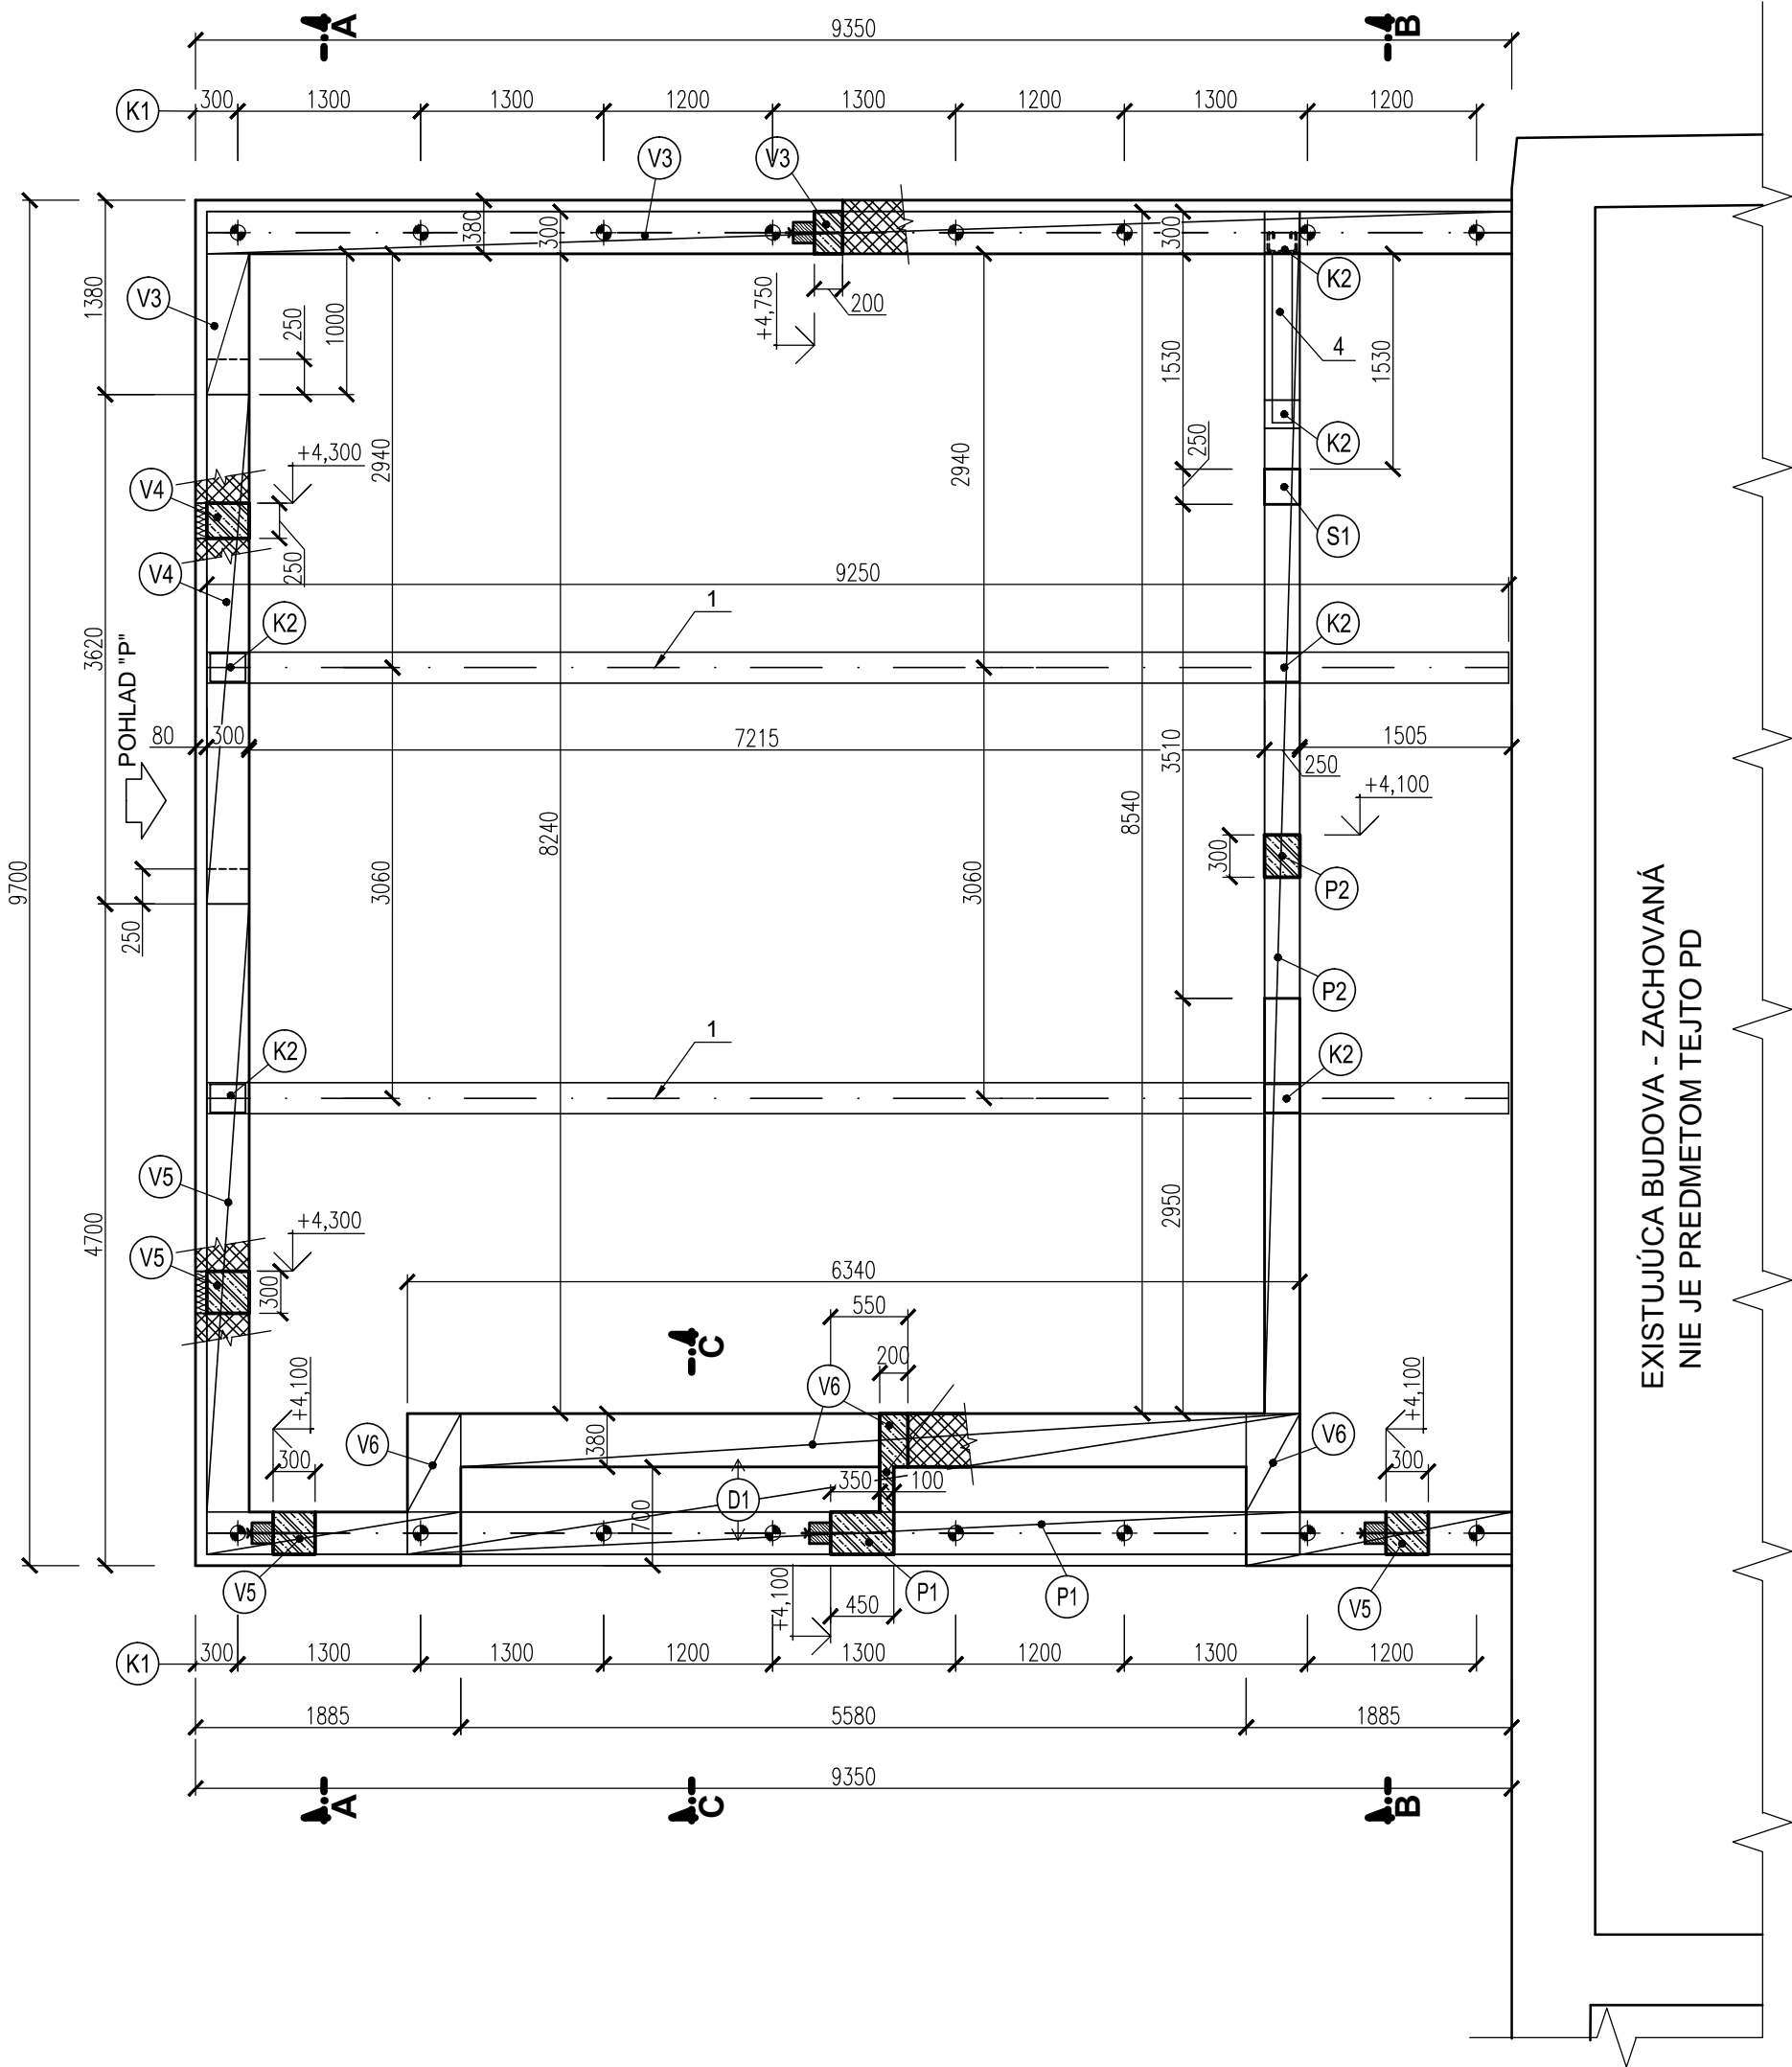 A
B
9350
K1
300
1300
1300
1200
1300
1200
1300
1200
V3
V3
380
300
300
K2
V3
1380
250
1000
+4,750
200
4
1530
1530
+4,300
2940
2940
250
K2
V4
S1
V4
250
9250
1
K2
K2
3620
POHLAD "P"
80
300
7215
1505
3510
250
+4,100
8240
8540
300
9700
3060
3060
P2
250
P2
EXISTUJÚCA BUDOVA - ZACHOVANÁ
NIE JE PREDMETOM TEJTO PD
1
K2
K2
V5
2950
4700
+4,300
V5
300
6340
550
C
200
+4,100
+4,100
V6
V6
380
V6
300
350
100
300
D1
700
V5
+4,100
450
P1
P1
V5
K1
300
1300
1300
1200
1300
1200
1300
1200
1885
5580
1885
9350
A
C
B